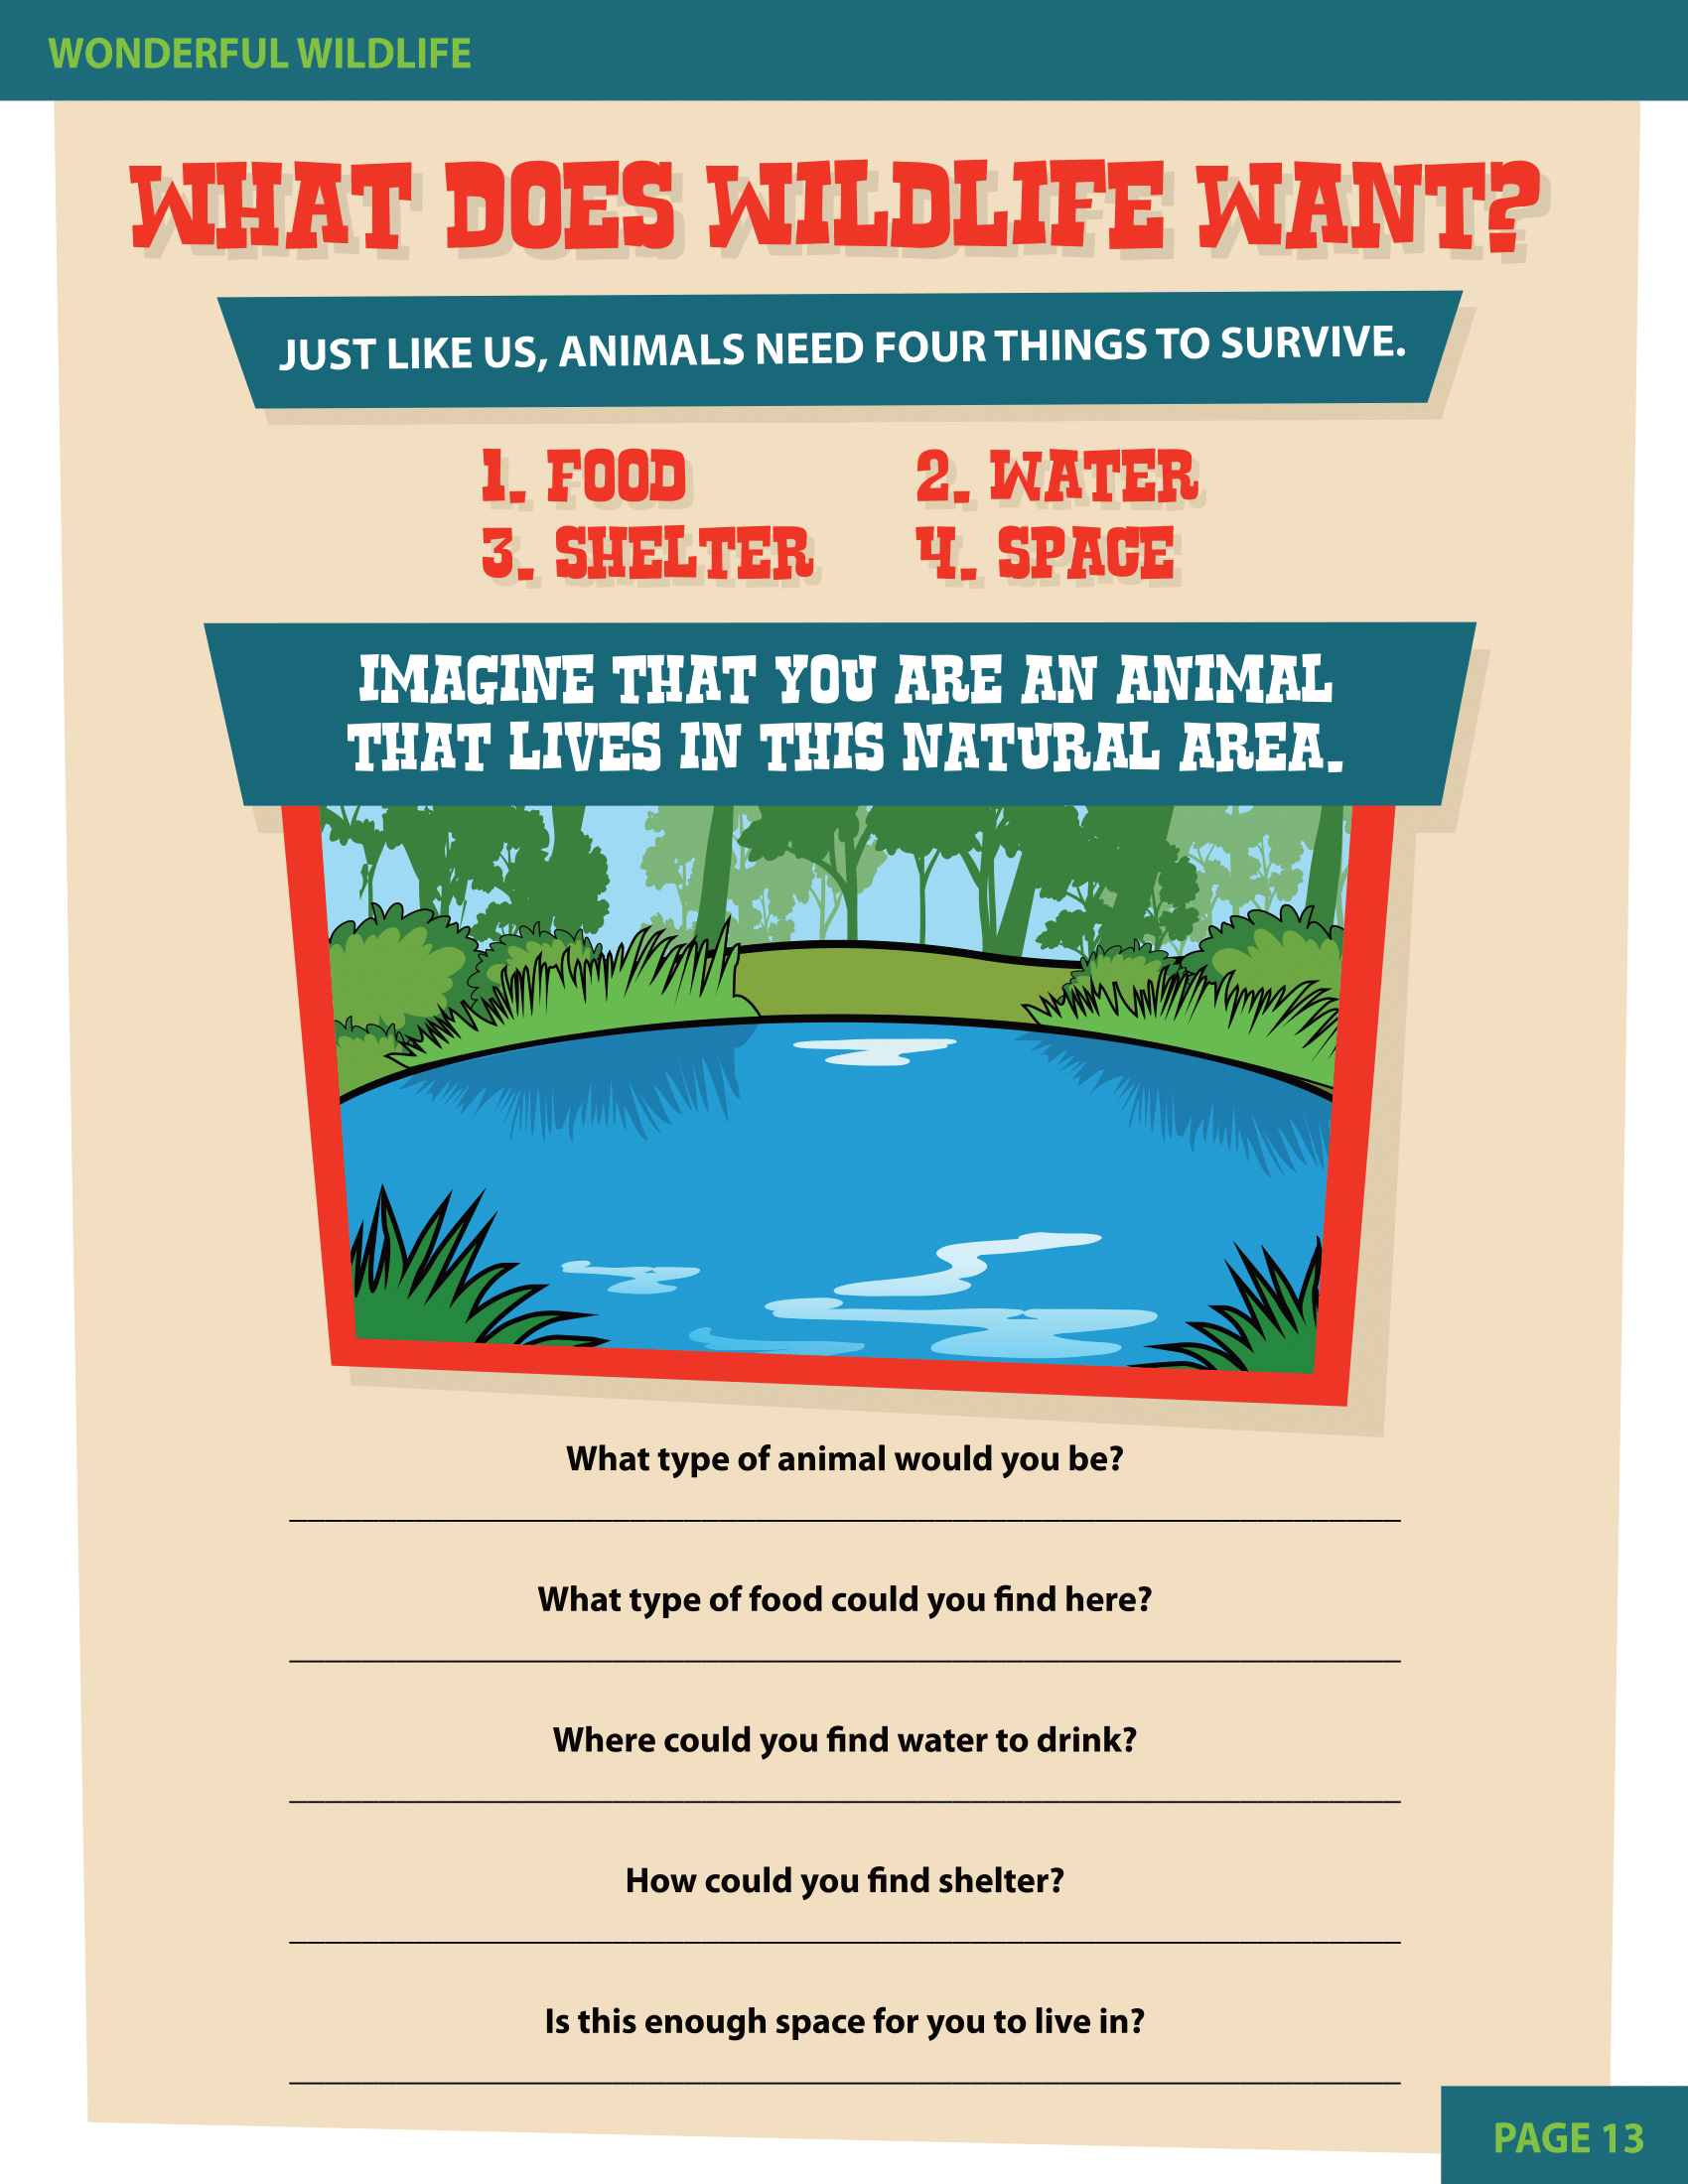 WONDERFUL WILDLIFE
WHAT DOES WILDLIFE WANT?
JUST LIKE US, ANIMALS NEED FOUR THINGS TO SURVIVE.
1. FOOD
2. WATER
3. SHELTER
4. SPACE
IMAGINE THAT YOU ARE AN ANIMAL
THAT LIVES IN THIS NATURAL AREA.
What type of animal would you be?
What type of food could you find here?
Where could you find water to drink?
How could you find shelter?
Is this enough space for you to live in?
PAGE 13